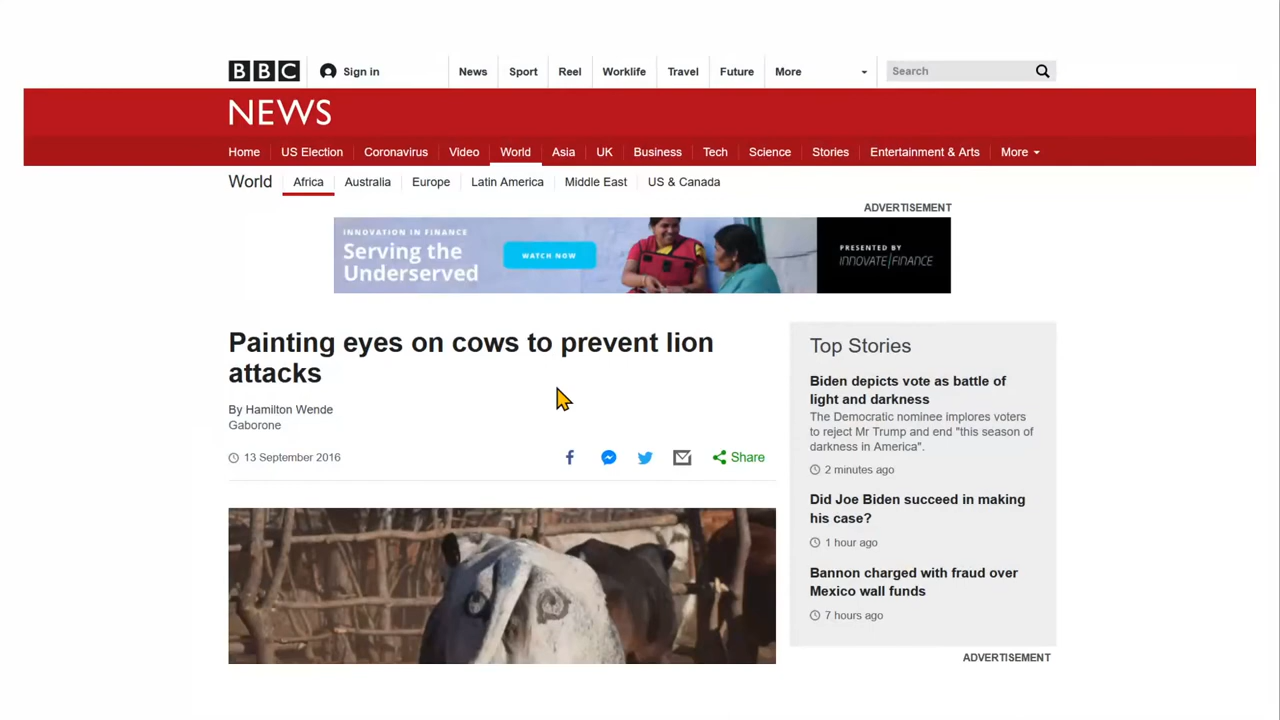 BBC
Sign in
News
Sport
Reel
Worklife
Travel
Future
More
Search
NEWS
Home
US Election
Coronavirus
Video
World
Asia
UK
Business
Tech
Science
Stories
Entertainment & Arts
More
World
Africa
Australia
Europe
Latin America
Middle East
US & Canada
ADVERTISEMENT
INNOVATION IN FINANCE
Serving the
Underserved
WATCH NOW
PRESENTED BY
INNOVATE/FINANCE
Painting eyes on cows to prevent lion
attacks
By Hamilton Wende
Gaborone
13 September 2016
Share
Top Stories
Biden depicts vote as battle of
light and darkness
The Democratic nominee implores voters
to reject Mr Trump and end "this season of
darkness in America".
2 minutes ago
Did Joe Biden succeed in making
his case?
1 hour ago
Bannon charged with fraud over
Mexico wall funds
7 hours ago
ADVERTISEMENT